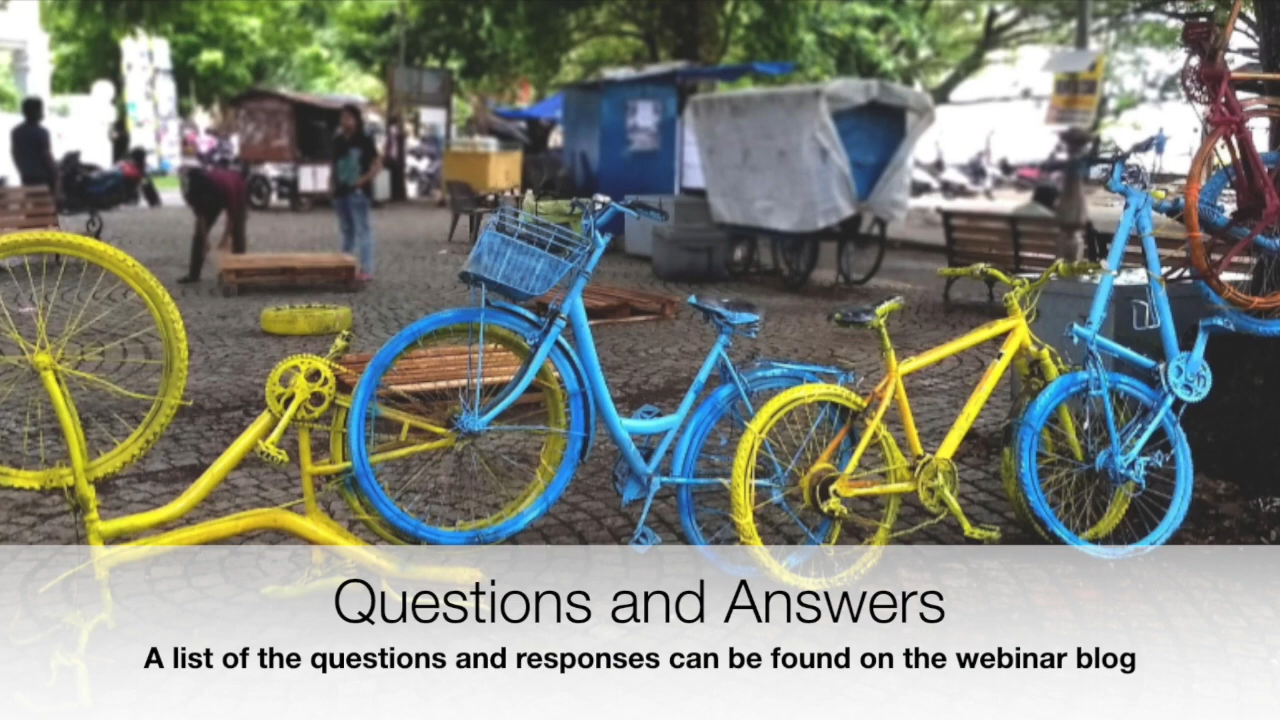 Questions and Answers
A list of the questions and responses can be found on the webinar blog